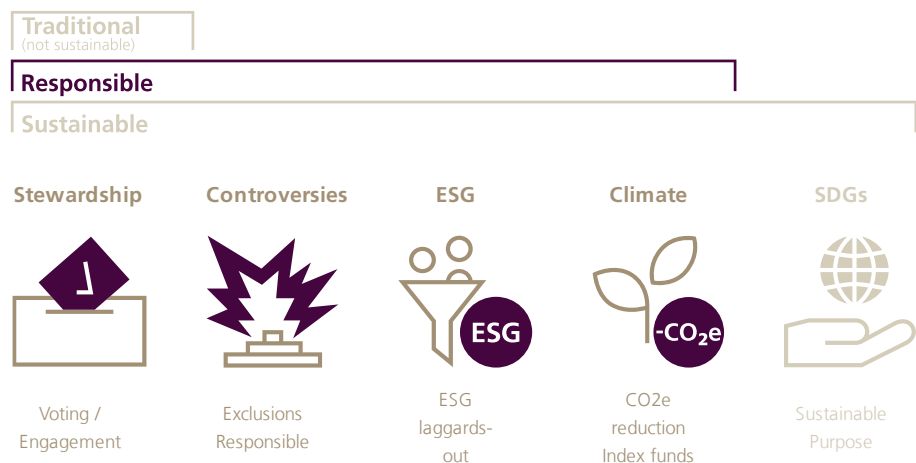 Traditional
(not sustainable)
Responsible
Sustainable
Stewardship Controversies ESG Climate SDGs
ESG -CO₂e
Voting / Engagement
Exclusions Responsible
ESG laggards-out
CO2e reduction Index funds
Sustainable Purpose